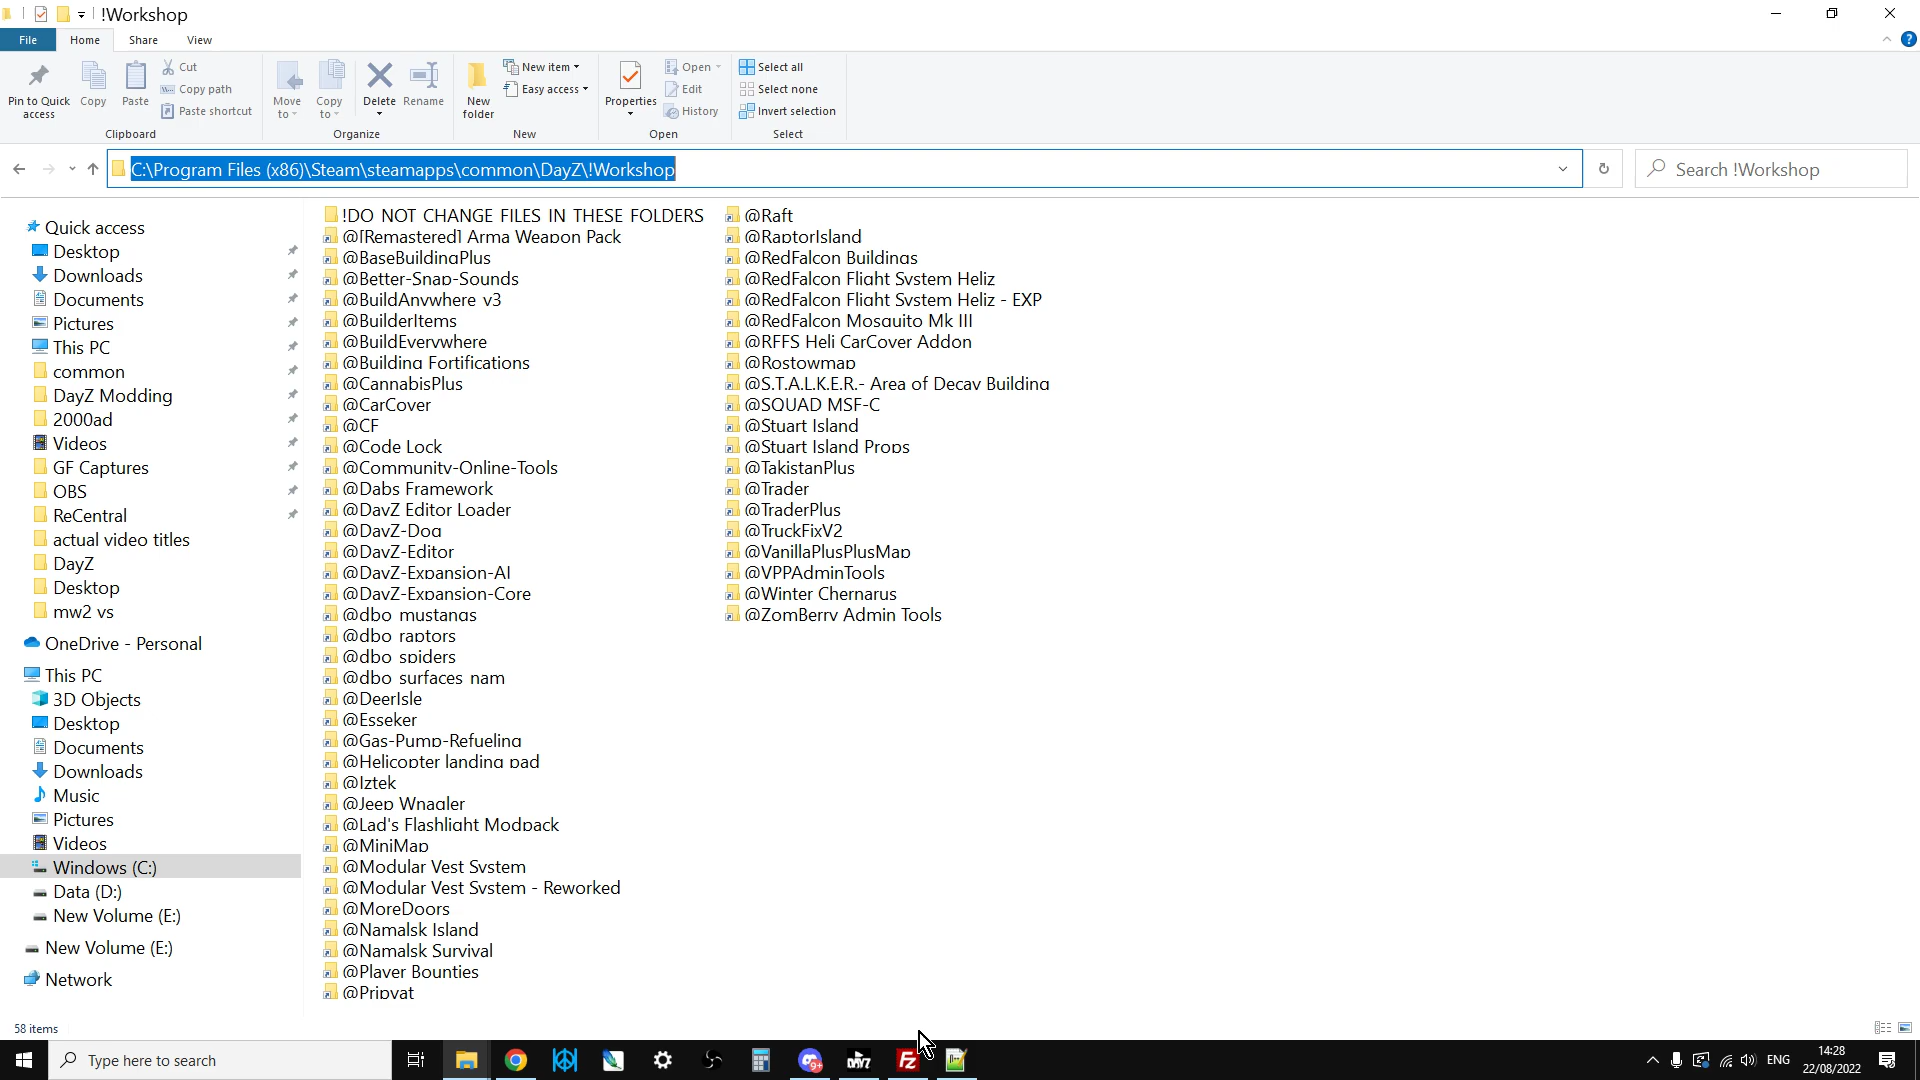 !Workshop
File Home Share View
Pin to Quick access
Copy
Paste
Cut
Copy path
Paste shortcut
Clipboard
Move to
Copy to
Delete
Rename
Organize
New folder
New item
Easy access
New
Properties
Open
Edit
History
Open
Select all
Select none
Invert selection
Select
C:\Program Files (x86)\Steam\steamapps\common\DayZ\!Workshop
Search !Workshop
Quick access
Desktop
Downloads
Documents
Pictures
This PC
common
DayZ Modding
2000ad
Videos
GF Captures
OBS
ReCentral
actual video titles
DayZ
Desktop
mw2 vs
OneDrive - Personal
This PC
3D Objects
Desktop
Documents
Downloads
Music
Pictures
Videos
Windows (C:)
Data (D:)
New Volume (E:)
New Volume (E:)
Network
!DO NOT CHANGE FILES IN THESE FOLDERS
@[Remastered] Arma Weapon Pack
@BaseBuildingPlus
@Better-Snap-Sounds
@BuildAnywhere v3
@BuilderItems
@BuildEverywhere
@Building Fortifications
@CannabisPlus
@CarCover
@CF
@Code Lock
@Community-Online-Tools
@Dabs Framework
@DayZ Editor Loader
@DayZ-Dog
@DayZ-Editor
@DayZ-Expansion-AI
@DayZ-Expansion-Core
@dbo_mustangs
@dbo_raptors
@dbo_spiders
@dbo_surfaces_nam
@DeerIsle
@Esseker
@Gas-Pump-Refueling
@Helicopter landing pad
@Iztek
@Jeep Wnagler
@Lad's Flashlight Modpack
@MiniMap
@Modular Vest System
@Modular Vest System - Reworked
@MoreDoors
@Namalsk Island
@Namalsk Survival
@Player Bounties
@Pripyat
@Raft
@RaptorIsland
@RedFalcon Buildings
@RedFalcon Flight System Heliz
@RedFalcon Flight System Heliz - EXP
@RedFalcon Mosquito Mk III
@RFFS Heli CarCover Addon
@Rostowmap
@S.T.A.L.K.E.R.- Area of Decay Building
@SQUAD MSF-C
@Stuart Island
@Stuart Island Props
@TakistanPlus
@Trader
@TraderPlus
@TruckFixV2
@VanillaPlusPlusMap
@VPPAdminTools
@Winter Chernarus
@ZomBerry Admin Tools
58 items
Type here to search
DAYZ
Fz
ENG
14:28
22/08/2022